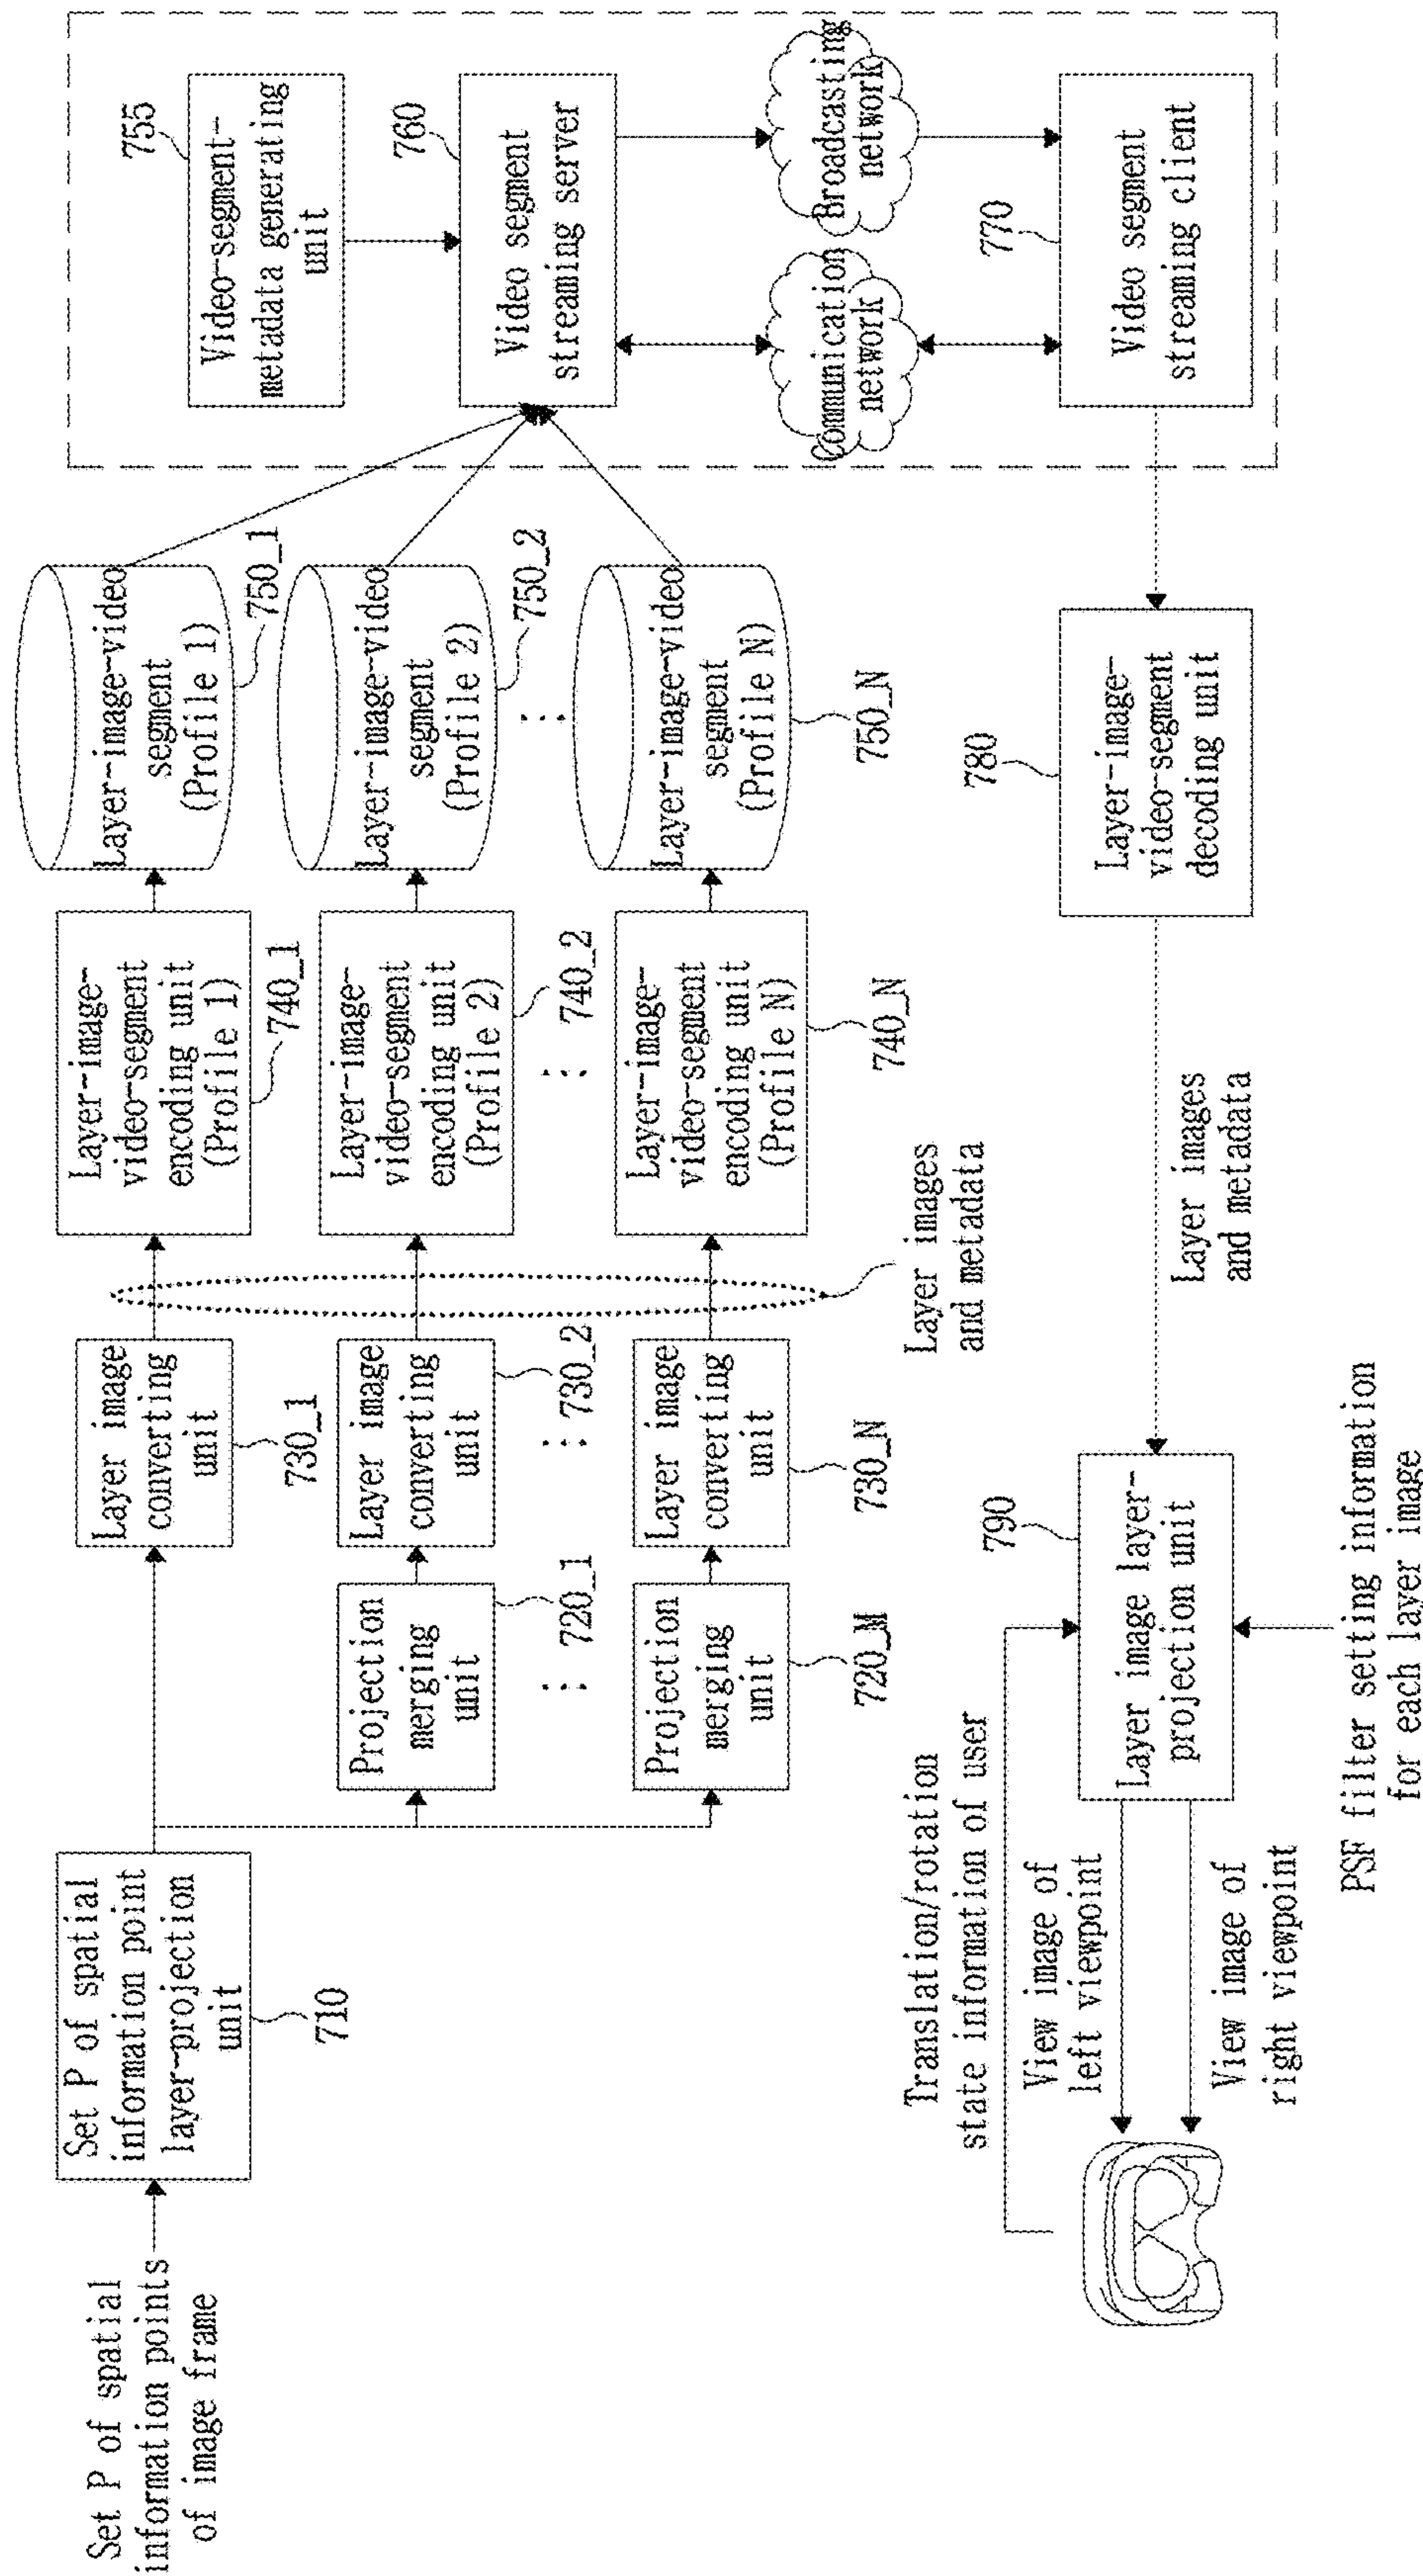 Set P of spatial
information points
of image frame
Set P of spatial
information point
layer-projection
unit
710
Layer image
converting
unit
730_1
Layer-image-
video-segment
encoding unit
(Profile 1)
740_1
Layer-image-video
segment
(Profile 1)
750_1
Projection
merging
unit
720_1
Layer image
converting
unit
730_2
Layer-image-
video-segment
encoding unit
(Profile 2)
740_2
Layer-image-video
segment
(Profile 2)
750_2
Projection
merging
unit
720_M
Layer image
converting
unit
730_N
Layer-image-
video-segment
encoding unit
(Profile N)
740_N
Layer-image-video
segment
(Profile N)
750_N
Layer images
and metadata
755
Video-segment-
metadata generating
unit
760
Video segment
streaming server
Communication
network
Broadcasting
network
770
Video segment
streaming client
780
Layer-image-
video-segment
decoding unit
Layer images
and metadata
790
Layer image layer-
projection unit
Translation/rotation
state information of user
View image of
left viewpoint
View image of
right viewpoint
PSF filter setting information
for each layer image